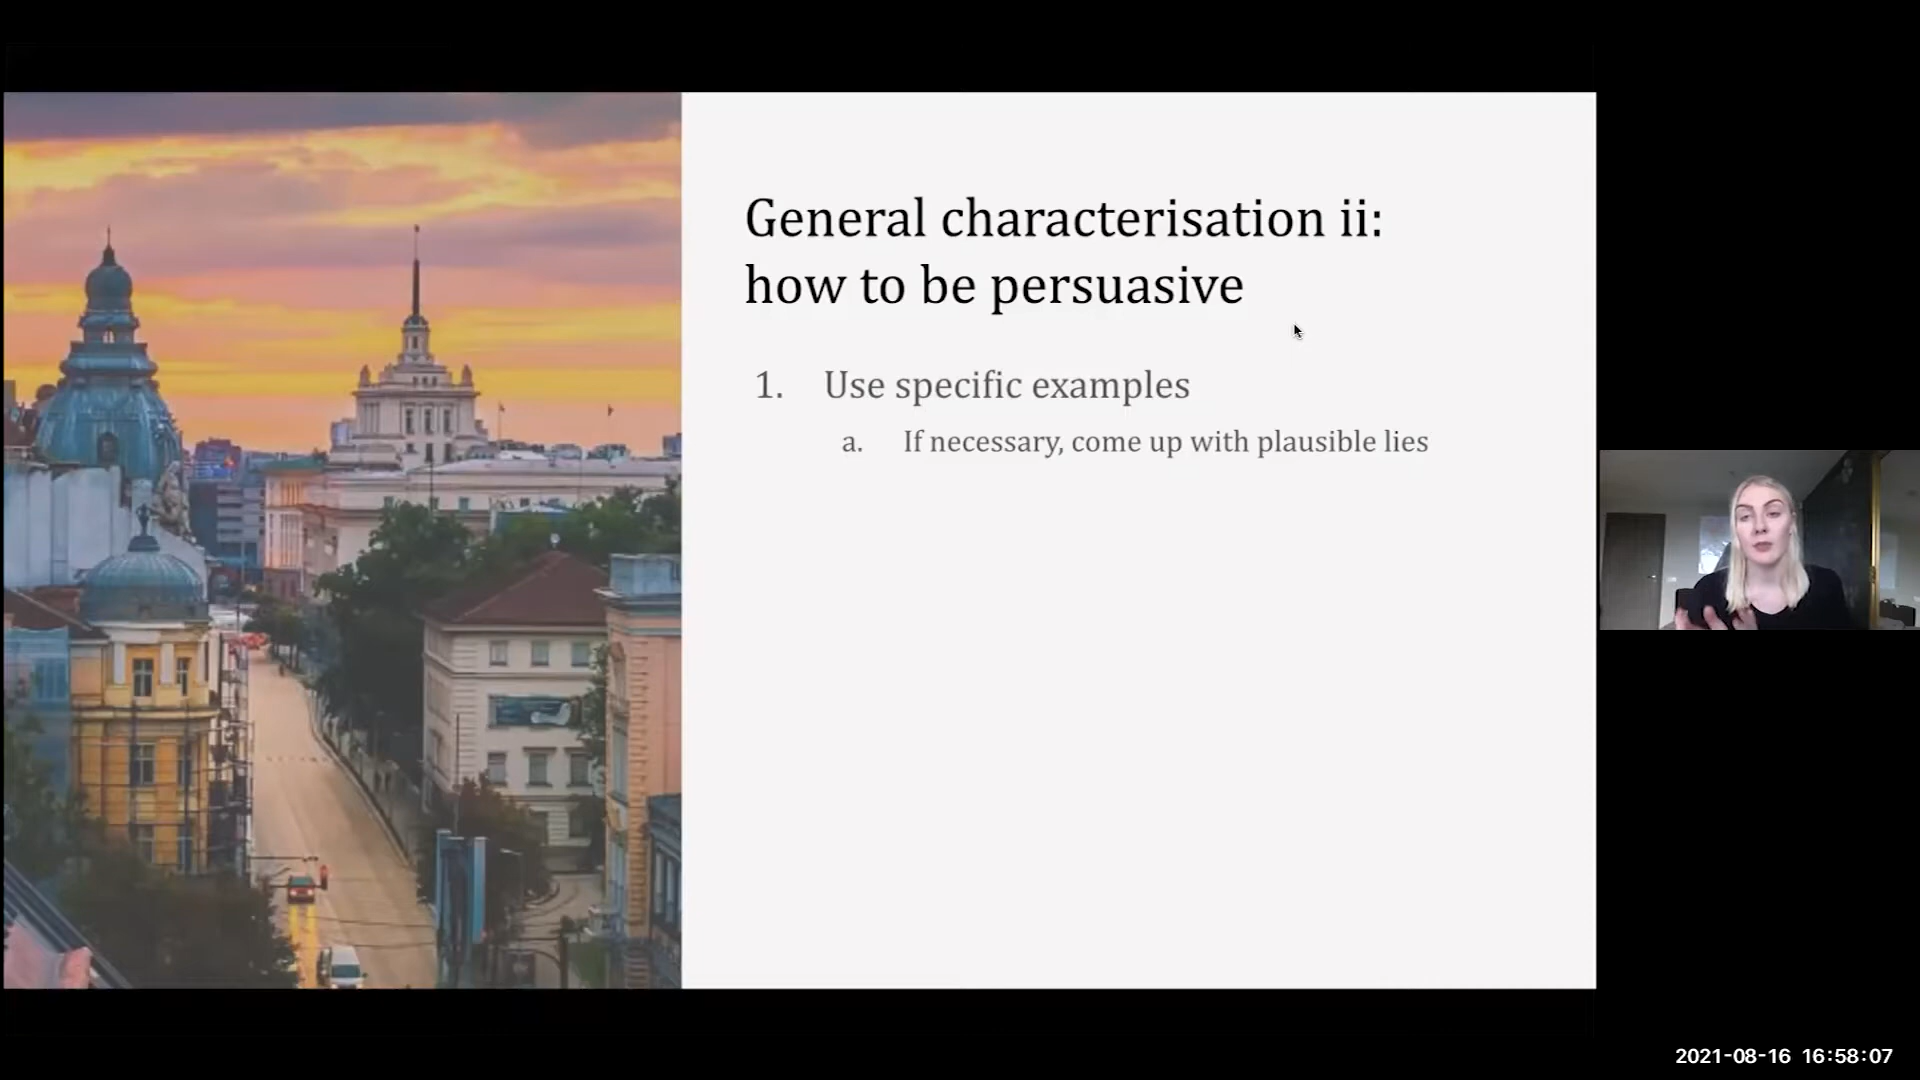 General characterisation ii:
how to be persuasive
1. Use specific examples
a. If necessary, come up with plausible lies
2021-08-16 16:58:07